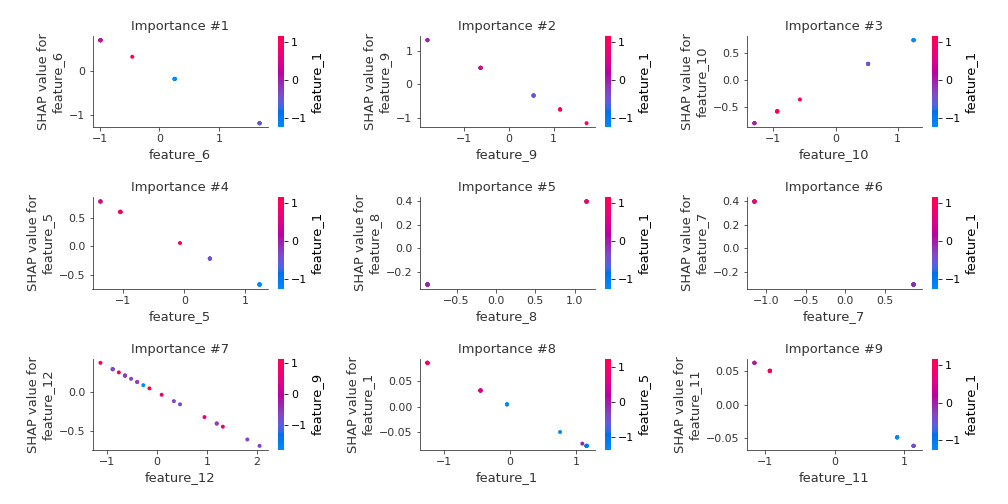 Importance #1
SHAP value for
feature_6
0
−1
−1
0
1
feature_6
1
0
−1
feature_1
Importance #2
SHAP value for
feature_9
1
0
−1
−1
0
1
feature_9
1
0
−1
feature_1
Importance #3
SHAP value for
feature_10
0.5
0.0
−0.5
−1
0
1
feature_10
1
0
−1
feature_1
Importance #4
SHAP value for
feature_5
0.5
0.0
−0.5
−1
0
1
feature_5
1
0
−1
feature_1
Importance #5
SHAP value for
feature_8
0.4
0.2
0.0
−0.2
−0.5
0.0
0.5
1.0
feature_8
1
0
−1
feature_1
Importance #6
SHAP value for
feature_7
0.4
0.2
0.0
−0.2
−1.0
−0.5
0.0
0.5
feature_7
1
0
−1
feature_1
Importance #7
SHAP value for
feature_12
0.0
−0.5
−1
0
1
2
feature_12
1
0
−1
feature_9
Importance #8
SHAP value for
feature_1
0.05
0.00
−0.05
−1
0
1
feature_1
1
0
−1
feature_5
Importance #9
SHAP value for
feature_11
0.05
0.00
−0.05
−1
0
1
feature_11
1
0
−1
feature_1